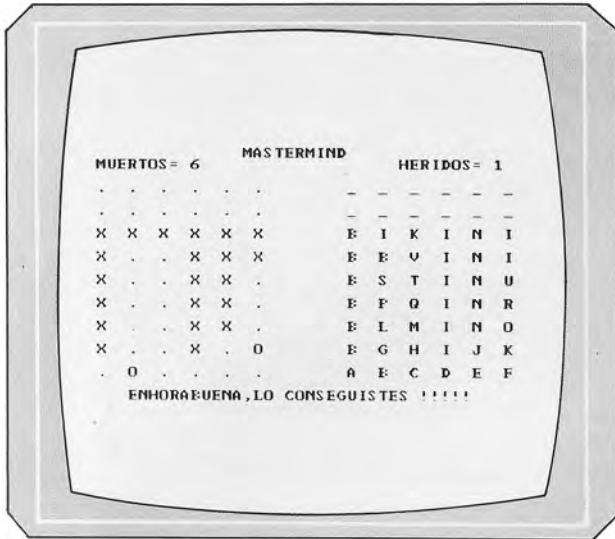 MASTERMIND
MUERTOS= 6 HERIDOS= 1
. . . . . . _ _ _ _ _ _
. . . . . . _ _ _ _ _ _
X X X X X X B I K I N I
X . . X X X B B V I N I
X . . X X . B S T I N U
X . . X X . B P Q I N R
X . . X X . B L M I N O
X . . X . O B G H I J K
. O . . . . A B C D E F
ENHORABUENA,LO CONSEGUISTES !!!!!